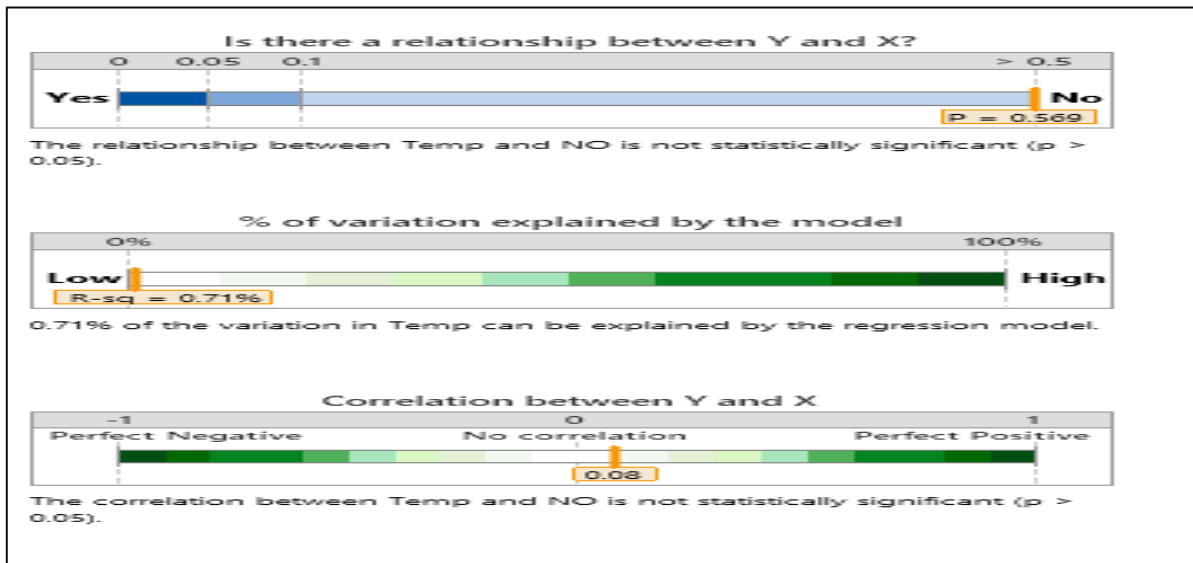 Is there a relationship between Y and X?
0 0.05 0.1 > 0.5
Yes No
P = 0.569
The relationship between Temp and NO is not statistically significant (p >
0.05).
% of variation explained by the model
0% 100%
Low High
R-sq = 0.71%
0.71% of the variation in Temp can be explained by the regression model.
Correlation between Y and X
-1 0 1
Perfect Negative No correlation Perfect Positive
0.08
The correlation between Temp and NO is not statistically significant (p >
0.05).